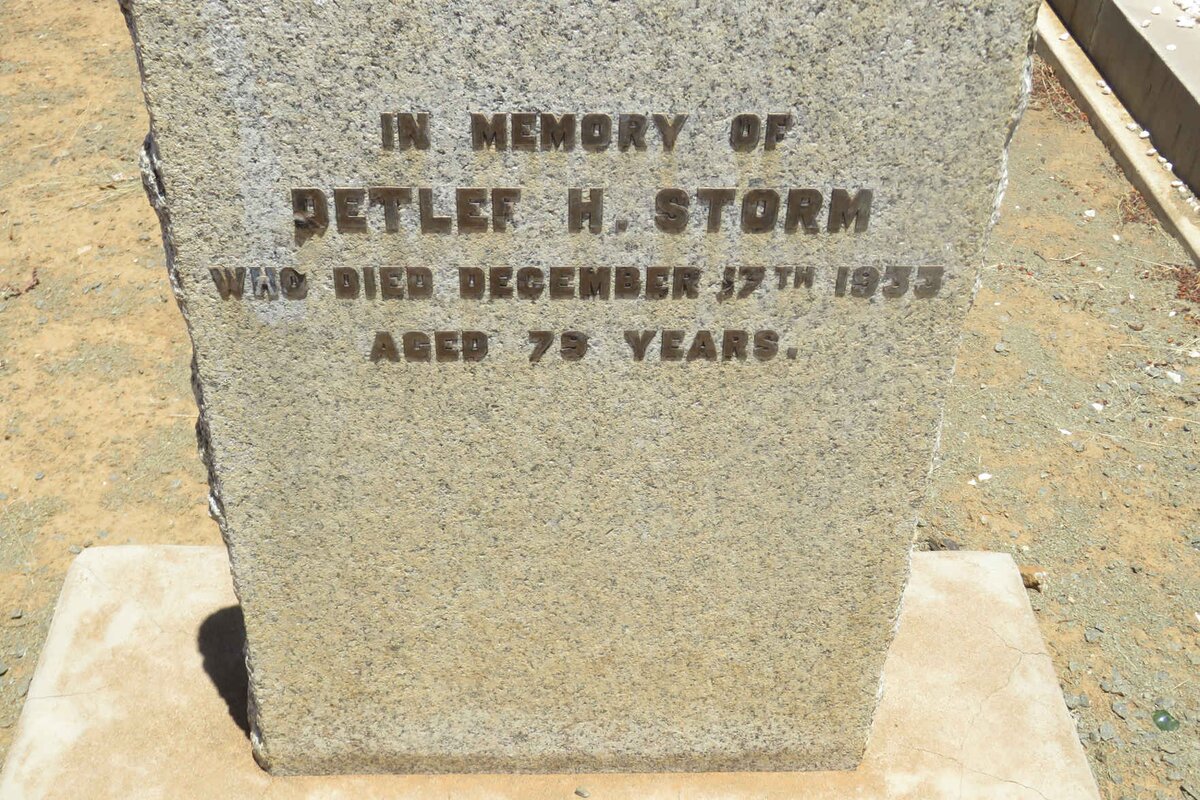 IN MEMORY OF
DETLEF H. STORM
WHO DIED DECEMBER 17TH 1933
AGED 79 YEARS.